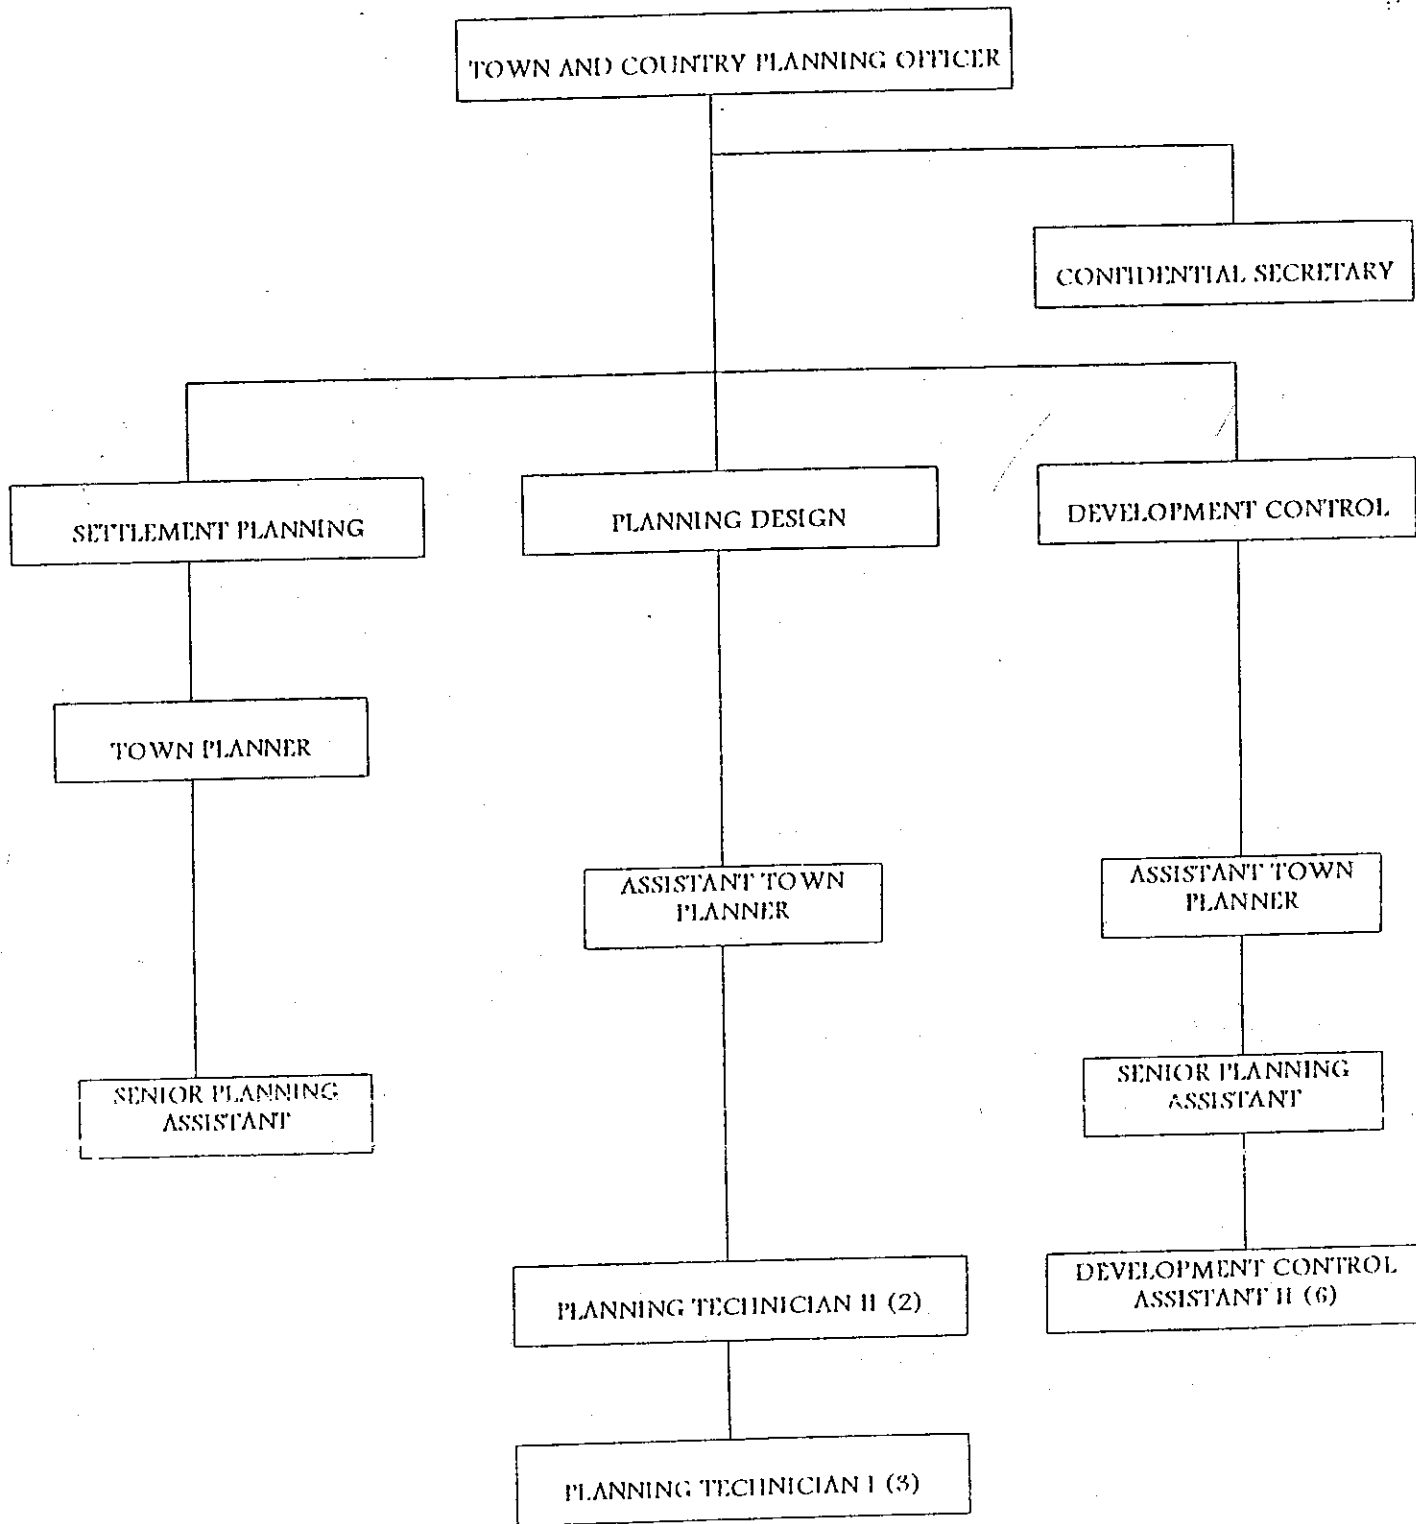 TOWN AND COUNTRY PLANNING OFFICER
CONFIDENTIAL SECRETARY
SETTLEMENT PLANNING
PLANNING DESIGN
DEVELOPMENT CONTROL
TOWN PLANNER
ASSISTANT TOWN
PLANNER
ASSISTANT TOWN
PLANNER
SENIOR PLANNING
ASSISTANT
SENIOR PLANNING
ASSISTANT
PLANNING TECHNICIAN II (2)
DEVELOPMENT CONTROL
ASSISTANT II (6)
PLANNING TECHNICIAN I (3)